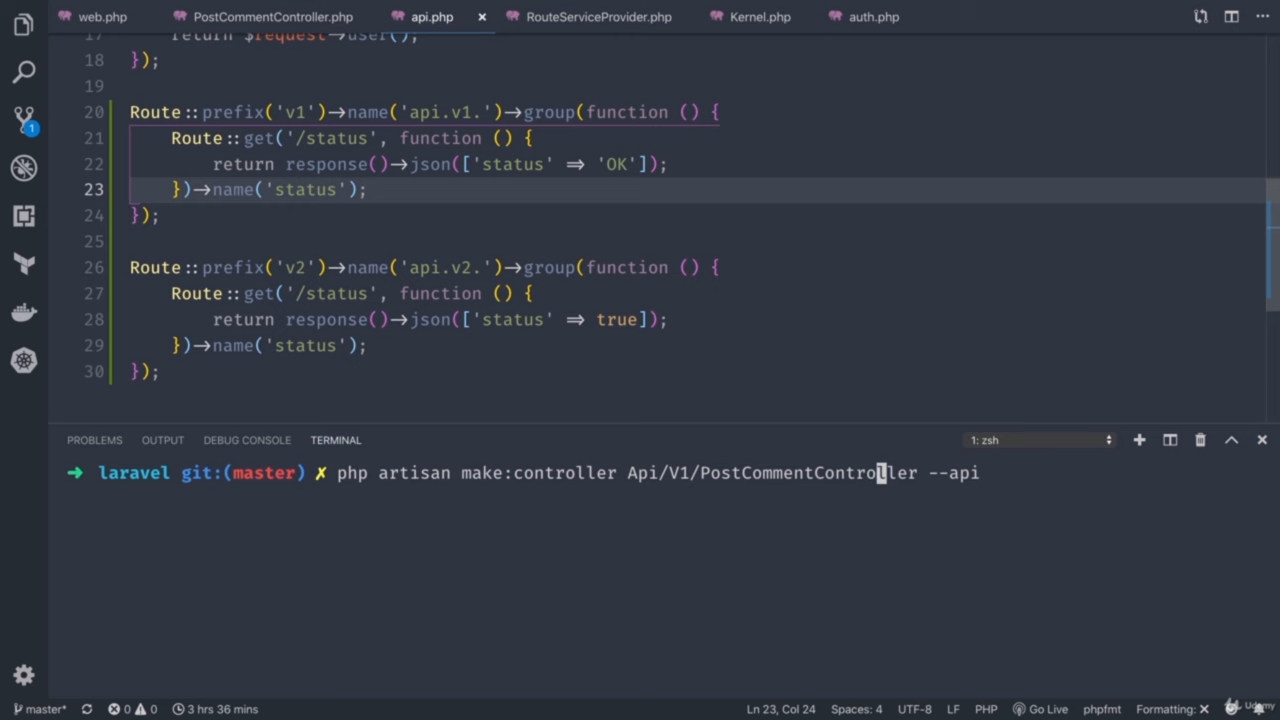 web.php PostCommentController.php api.php × RouteServiceProvider.php Kernel.php auth.php ···
17 return $request->user();
18 });
19
20 Route::prefix('v1')->name('api.v1.')->group(function () {
21 Route::get('/status', function () {
22 return response()->json(['status' => 'OK']);
23 })->name('status');
24 });
25
26 Route::prefix('v2')->name('api.v2.')->group(function () {
27 Route::get('/status', function () {
28 return response()->json(['status' => true]);
29 })->name('status');
30 });
1
PROBLEMS OUTPUT DEBUG CONSOLE TERMINAL 1: zsh
➜ laravel git:(master) ✗ php artisan make:controller Api/V1/PostCommentController --api
master* 0 0 3 hrs 36 mins Ln 23, Col 24 Spaces: 4 UTF-8 LF PHP Go Live phpfmt Formatting: × Udemy